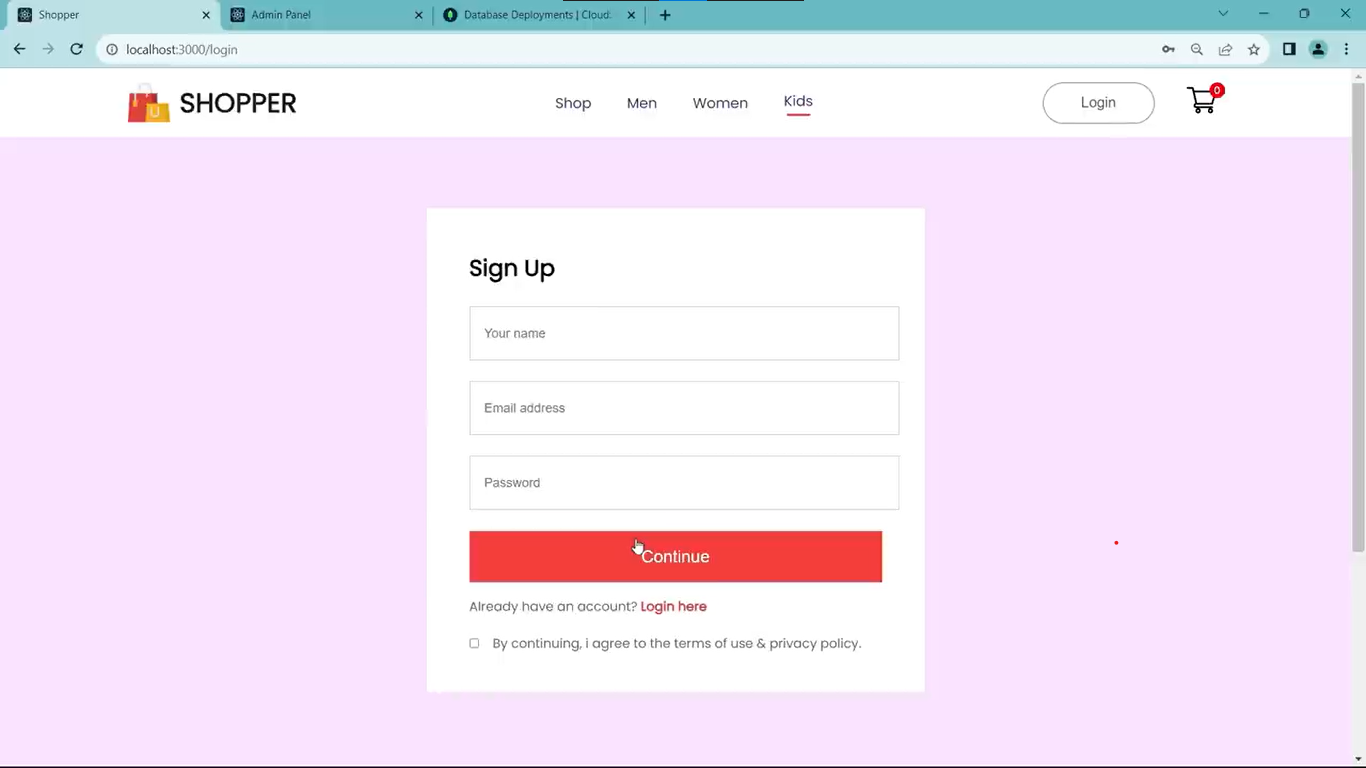 Shopper
Admin Panel
Database Deployments | Cloud:
localhost:3000/login
SHOPPER
Shop
Men
Women
Kids
Login
0
Sign Up
Your name
Email address
Password
Continue
Already have an account? Login here
By continuing, i agree to the terms of use & privacy policy.